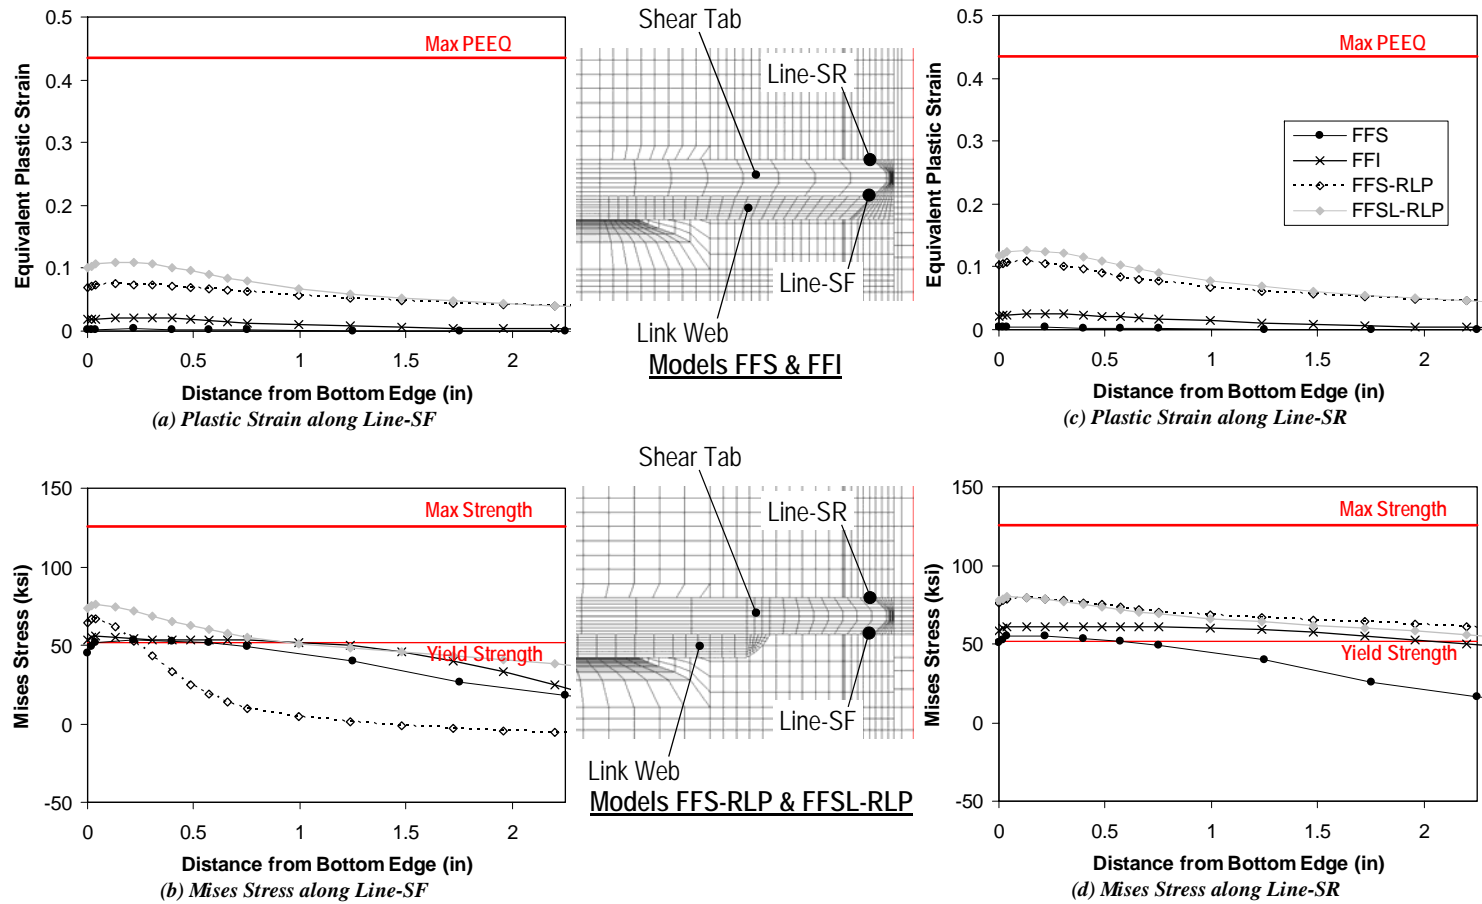 0.5
0.4
0.3
0.2
0.1
0
Equivalent Plastic Strain
Max PEEQ
0
0.5
1
1.5
2
Distance from Bottom Edge (in)
(a) Plastic Strain along Line-SF
Shear Tab
Line-SR
Line-SF
Link Web
Models FFS & FFI
0.5
0.4
0.3
0.2
0.1
0
Equivalent Plastic Strain
Max PEEQ
FFS
FFI
FFS-RLP
FFSL-RLP
0
0.5
1
1.5
2
Distance from Bottom Edge (in)
(c) Plastic Strain along Line-SR
150
100
50
0
-50
Mises Stress (ksi)
Max Strength
Yield Strength
0
0.5
1
1.5
2
Distance from Bottom Edge (in)
(b) Mises Stress along Line-SF
Shear Tab
Line-SR
Line-SF
Link Web
Models FFS-RLP & FFSL-RLP
150
100
50
0
-50
Mises Stress (ksi)
Max Strength
Yield Strength
0
0.5
1
1.5
2
Distance from Bottom Edge (in)
(d) Mises Stress along Line-SR